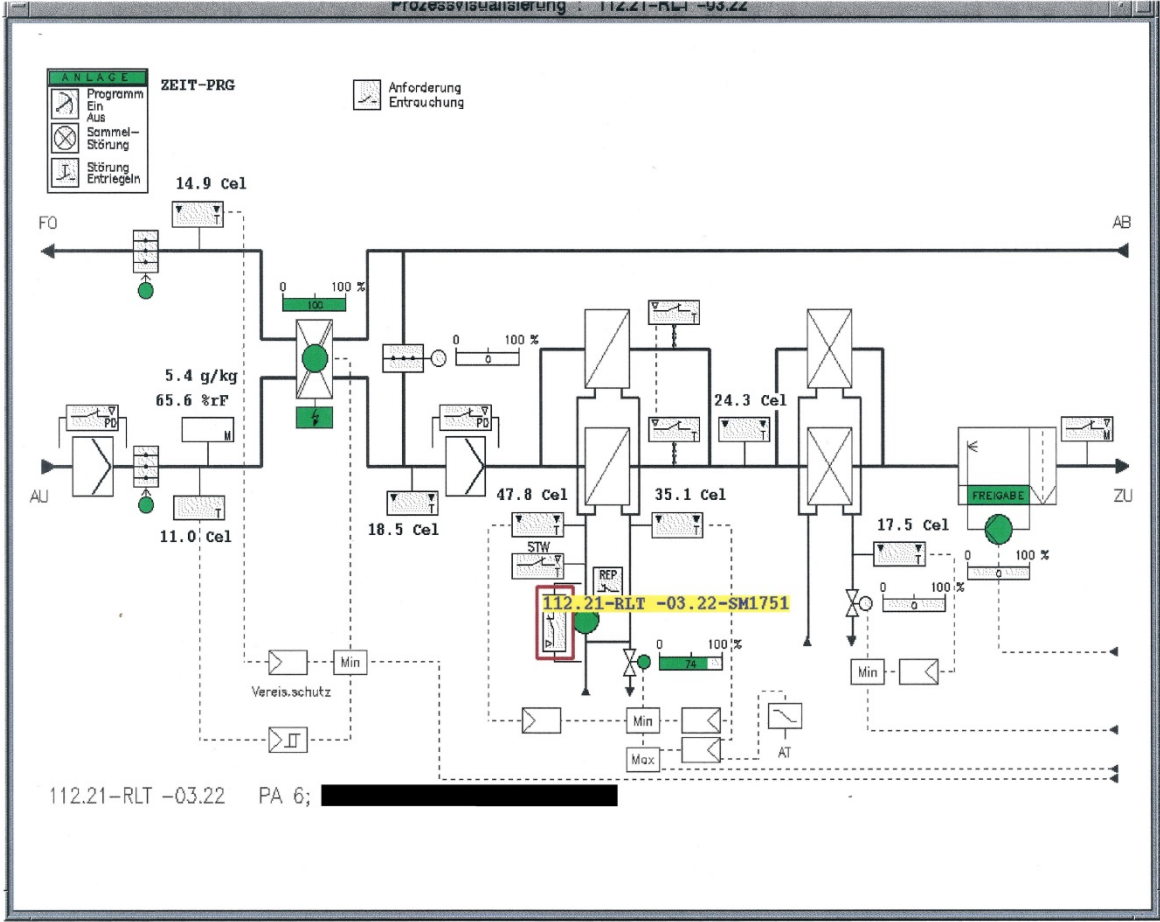 Prozessvisualisierung : 112.21-RLT -03.22
ANLAGE
ZEIT-PRG
Programm
Ein
Aus
Sammel-
Störung
Störung
Entriegeln
Anforderung
Entrauchung
14.9 Cel
T
FO
AB
0 100 %
100
5.4 g/kg
65.6 %rF
M
0 100 %
0
T
T
24.3 Cel
T
PD
PD
M
AU
ZU
T
11.0 Cel
T
18.5 Cel
47.8 Cel
T
35.1 Cel
T
STW
T
REP
112.21-RLT -03.22-SM1751
FREIGABE
17.5 Cel
T
0 100 %
0
0 100 %
0
0 100 %
74
Min
Vereis.schutz
Min
Min
Max
AT
112.21-RLT -03.22 PA 6;